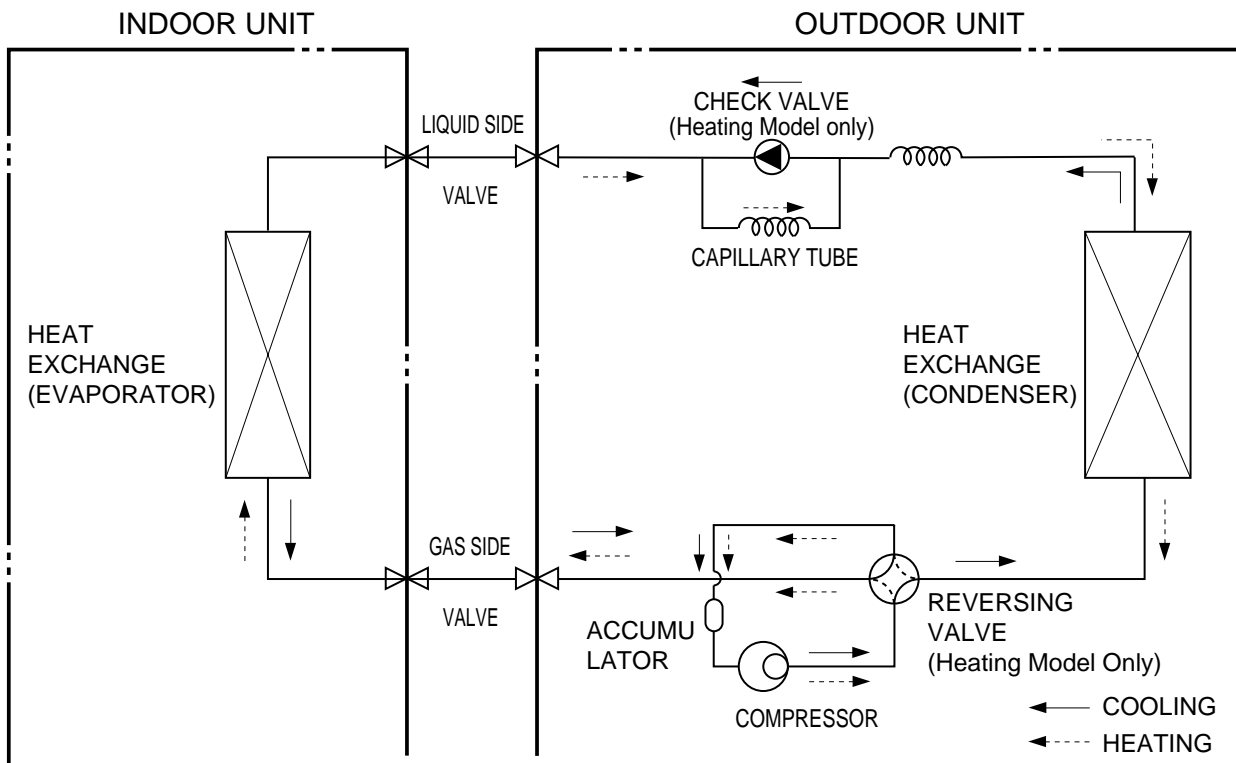 INDOOR UNIT
OUTDOOR UNIT
CHECK VALVE
(Heating Model only)
LIQUID SIDE
VALVE
CAPILLARY TUBE
HEAT
EXCHANGE
(EVAPORATOR)
HEAT
EXCHANGE
(CONDENSER)
GAS SIDE
VALVE
ACCUMU
LATOR
REVERSING
VALVE
(Heating Model Only)
COMPRESSOR
COOLING
HEATING